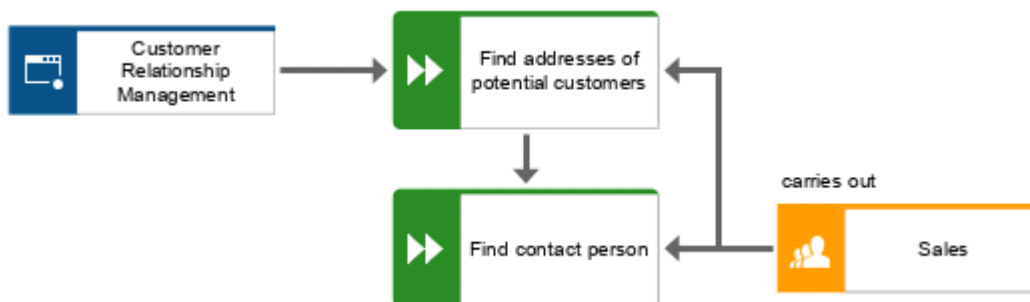 Customer
Relationship
Management
Find addresses of
potential customers
carries out
Find contact person
Sales